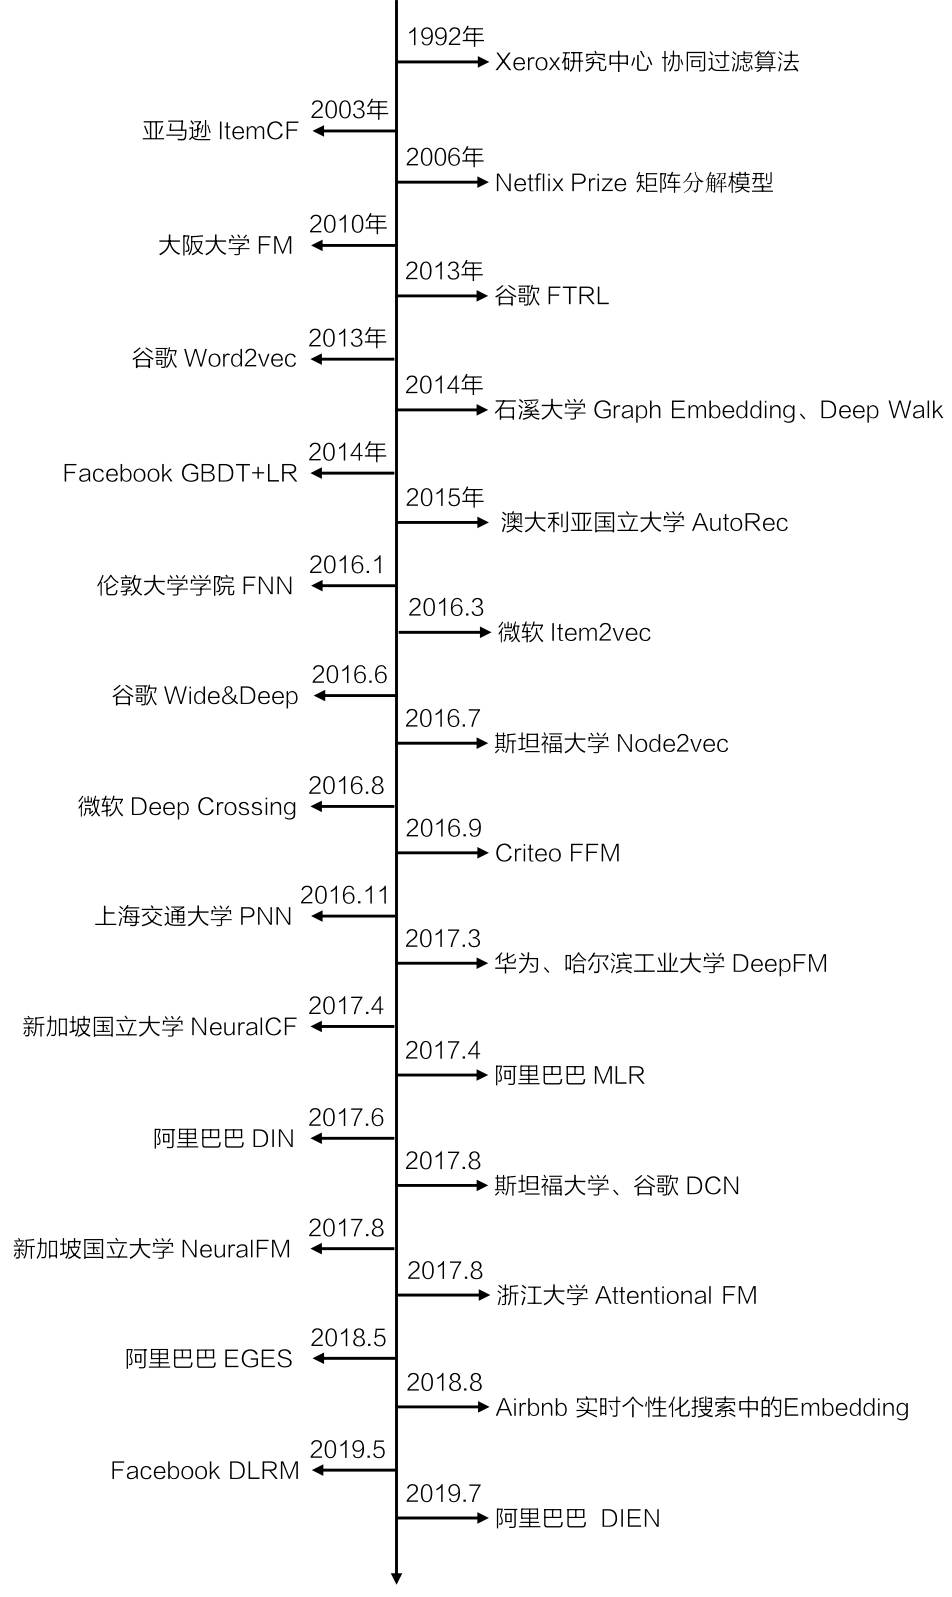 1992年
Xerox研究中心 协同过滤算法
2003年
亚马逊 ItemCF
2006年
Netflix Prize 矩阵分解模型
2010年
大阪大学 FM
2013年
谷歌 FTRL
2013年
谷歌 Word2vec
2014年
石溪大学 Graph Embedding、Deep Walk
2014年
Facebook GBDT+LR
2015年
澳大利亚国立大学 AutoRec
2016.1
伦敦大学学院 FNN
2016.3
微软 Item2vec
2016.6
谷歌 Wide&Deep
2016.7
斯坦福大学 Node2vec
2016.8
微软 Deep Crossing
2016.9
Criteo FFM
2016.11
上海交通大学 PNN
2017.3
华为、哈尔滨工业大学 DeepFM
2017.4
新加坡国立大学 NeuralCF
2017.4
阿里巴巴 MLR
2017.6
阿里巴巴 DIN
2017.8
斯坦福大学、谷歌 DCN
2017.8
新加坡国立大学 NeuralFM
2017.8
浙江大学 Attentional FM
2018.5
阿里巴巴 EGES
2018.8
Airbnb 实时个性化搜索中的Embedding
2019.5
Facebook DLRM
2019.7
阿里巴巴 DIEN